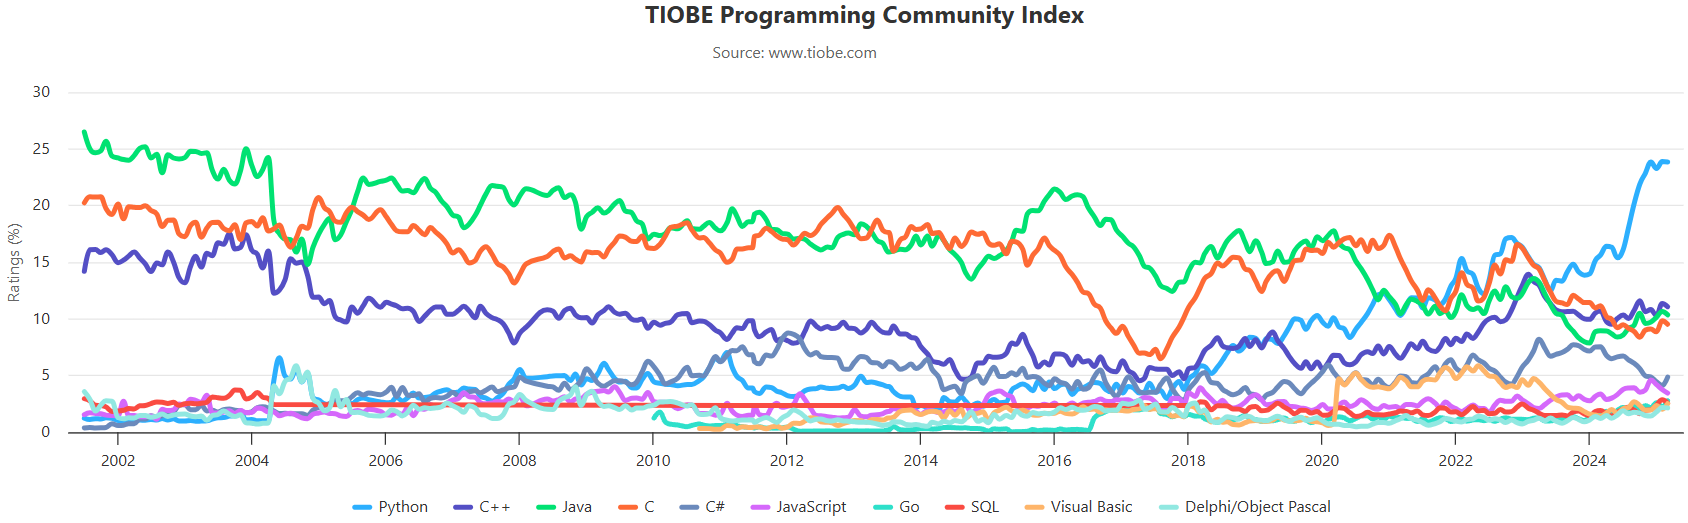 TIOBE Programming Community Index
Source: www.tiobe.com
Ratings (%)
30
25
20
15
10
5
0
2002 2004 2006 2008 2010 2012 2014 2016 2018 2020 2022 2024
Python C++ Java C C# JavaScript Go SQL Visual Basic Delphi/Object Pascal